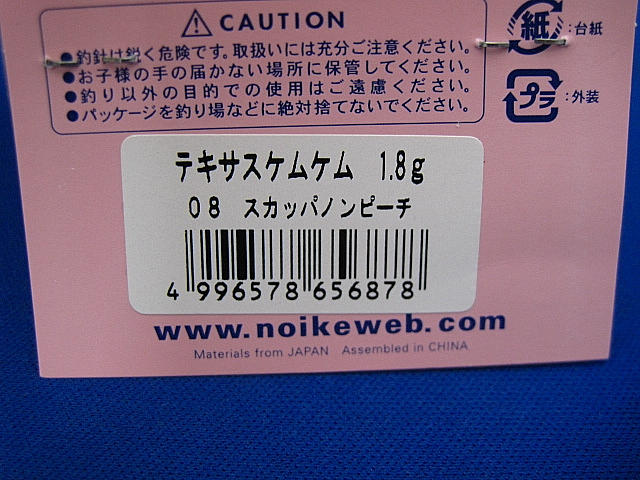 CAUTION
●釣針は鋭く危険です。取扱いには充分ご注意ください。
●お子様の手の届かない場所に保管してください。
●釣り以外の目的での使用はご遠慮ください。
●パッケージを釣り場などに絶対捨てないでください。
紙:台紙
プラ:外装
テキサスケムケム 1.8g
08 スカッパノンピーチ
4 996578 656878
www.noikeweb.com
Materials from JAPAN Assembled in CHINA